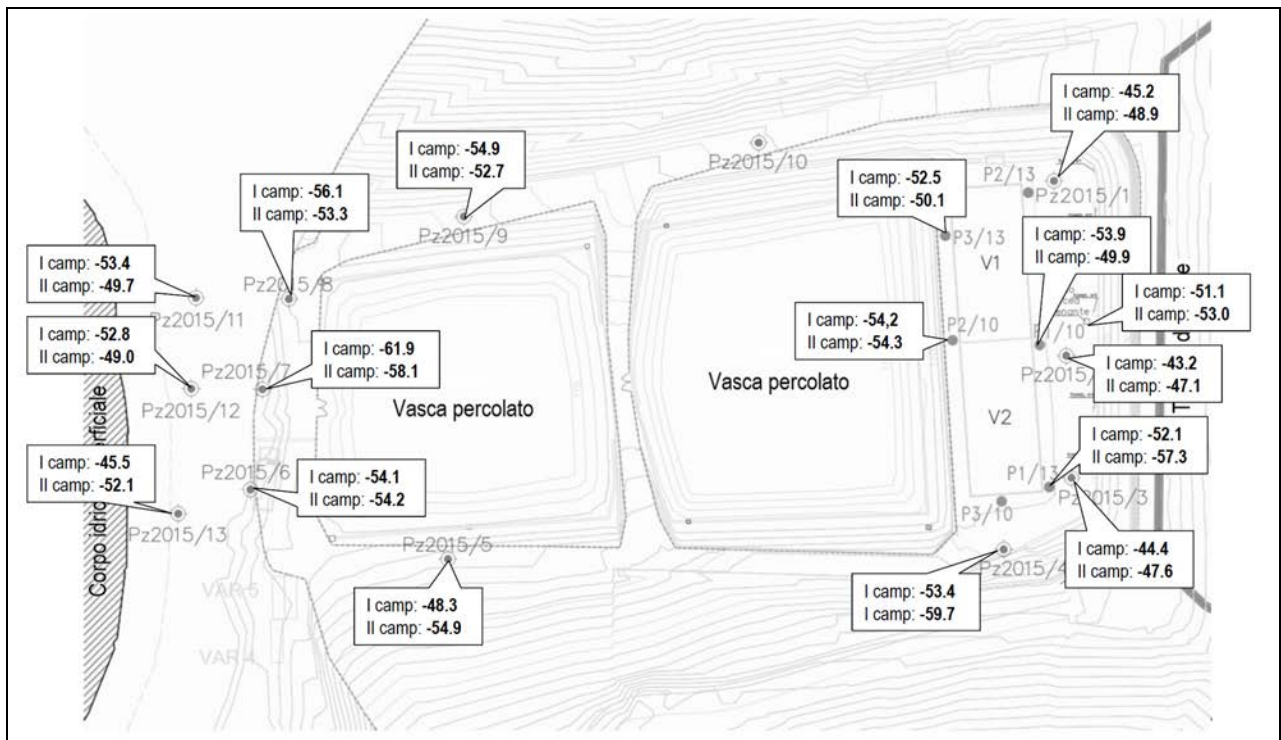 I camp: -45.2
II camp: -48.9
Pz2015/10
P2/13
Pz2015/1
I camp: -54.9
II camp: -52.7
Pz2015/9
I camp: -56.1
II camp: -53.3
Pz2015/8
I camp: -52.5
II camp: -50.1
P3/13
V1
I camp: -53.9
II camp: -49.9
I camp: -53.4
II camp: -49.7
Pz2015/11
I camp: -51.1
II camp: -53.0
I camp: -54,2
II camp: -54.3
P2/10
I camp: -52.8
II camp: -49.0
Pz2015/12
Pz2015/7
I camp: -61.9
II camp: -58.1
I camp: -43.2
II camp: -47.1
Vasca percolato
Vasca percolato
V2
I camp: -52.1
II camp: -57.3
P1/13
Pz2015/3
I camp: -45.5
II camp: -52.1
Pz2015/13
Pz2015/6
I camp: -54.1
II camp: -54.2
P3/10
Pz2015/5
I camp: -48.3
II camp: -54.9
Pz2015/4
I camp: -53.4
I camp: -59.7
I camp: -44.4
II camp: -47.6
VAR 5
VAR 4
Corpo idrico